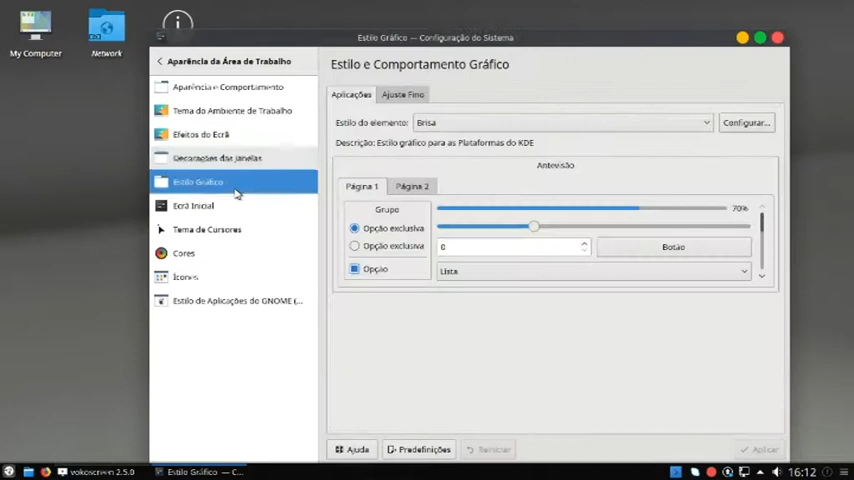 My Computer
Network
Estilo Gráfico — Configuração do Sistema
Aparência da Área de Trabalho
Aparência e Comportamento
Tema do Ambiente de Trabalho
Efeitos do Ecrã
Decorações das Janelas
Estilo Gráfico
Ecrã Inicial
Tema de Cursores
Cores
Ícones
Estilo de Aplicações do GNOME (...
Estilo e Comportamento Gráfico
Aplicações
Ajuste Fino
Estilo do elemento:
Brisa
Configurar...
Descrição: Estilo gráfico para as Plataformas do KDE
Antevisão
Página 1
Página 2
Grupo
70%
Opção exclusiva
Opção exclusiva
0
Botão
Opção
Lista
Ajuda
Predefinições
Reiniciar
Aplicar
vokoscreen 2.5.0
Estilo Gráfico — C...
16:12